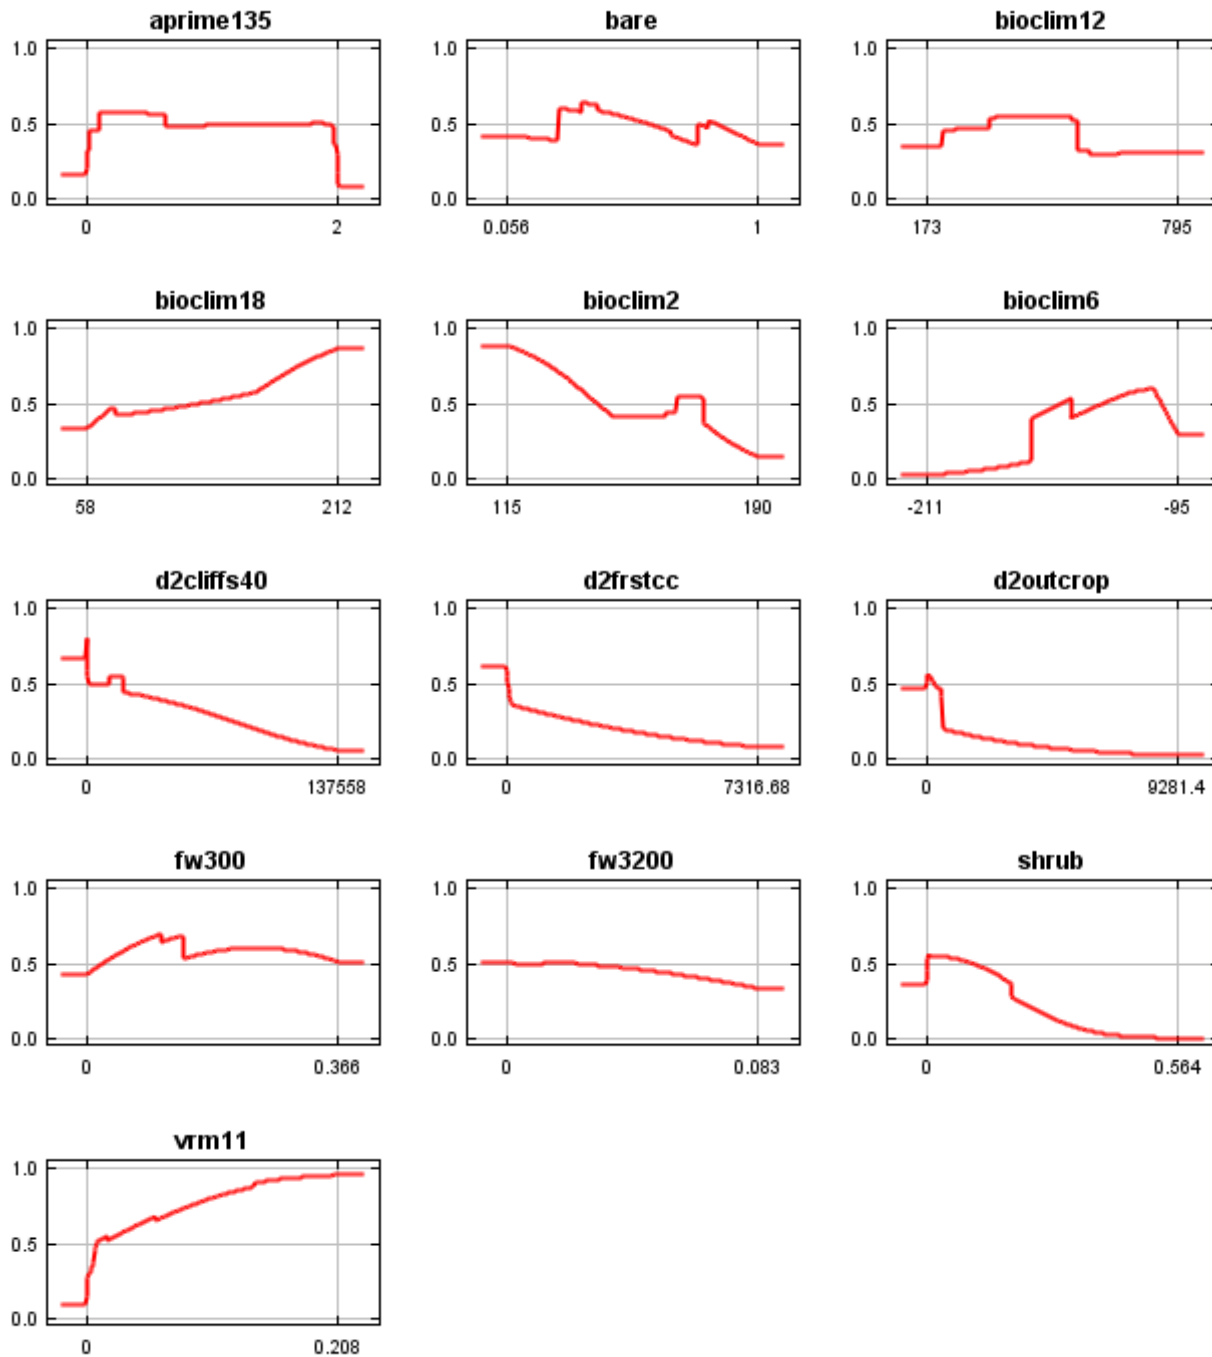 aprime135 bare bioclim12
1.0 1.0 1.0
0.5 0.5 0.5
0.0 0.0 0.0
0 2 0.056 1 173 795
bioclim18 bioclim2 bioclim6
1.0 1.0 1.0
0.5 0.5 0.5
0.0 0.0 0.0
58 212 115 190 -211 -95
d2cliffs40 d2frstcc d2outcrop
1.0 1.0 1.0
0.5 0.5 0.5
0.0 0.0 0.0
0 137558 0 7316.68 0 9281.4
fw300 fw3200 shrub
1.0 1.0 1.0
0.5 0.5 0.5
0.0 0.0 0.0
0 0.366 0 0.083 0 0.564
vrm11
1.0
0.5
0.0
0 0.208